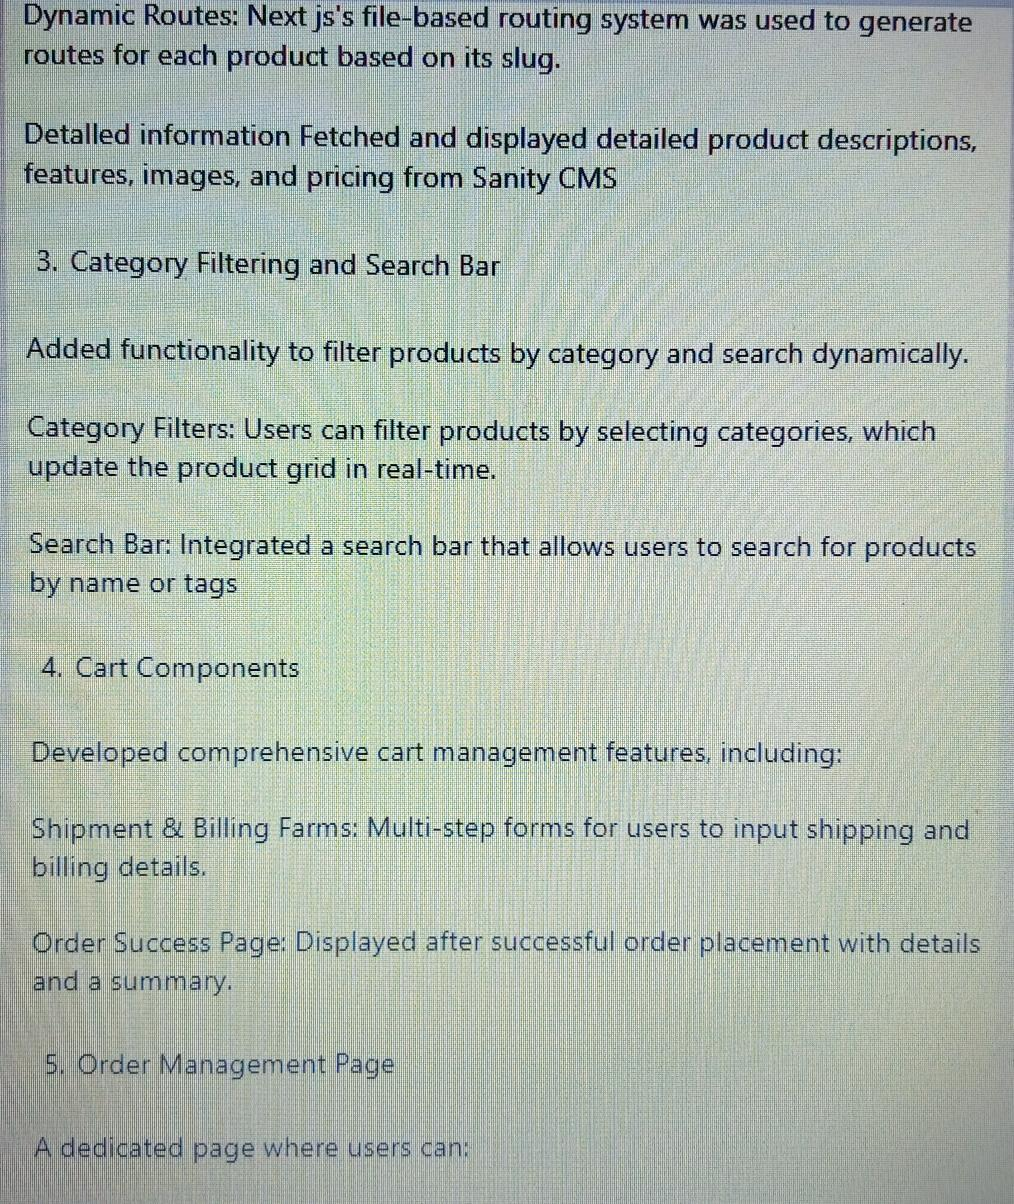 Dynamic Routes: Next js's file-based routing system was used to generate
routes for each product based on its slug.
Detalled information Fetched and displayed detailed product descriptions,
features, images, and pricing from Sanity CMS
3. Category Filtering and Search Bar
Added functionality to filter products by category and search dynamically.
Category Filters: Users can filter products by selecting categories, which
update the product grid in real-time.
Search Bar: Integrated a search bar that allows users to search for products
by name or tags
4. Cart Components
Developed comprehensive cart management features, including:
Shipment & Billing Farms: Multi-step forms for users to input shipping and
billing details.
Order Success Page: Displayed after successful order placement with details
and a summary.
5. Order Management Page
A dedicated page where users can: